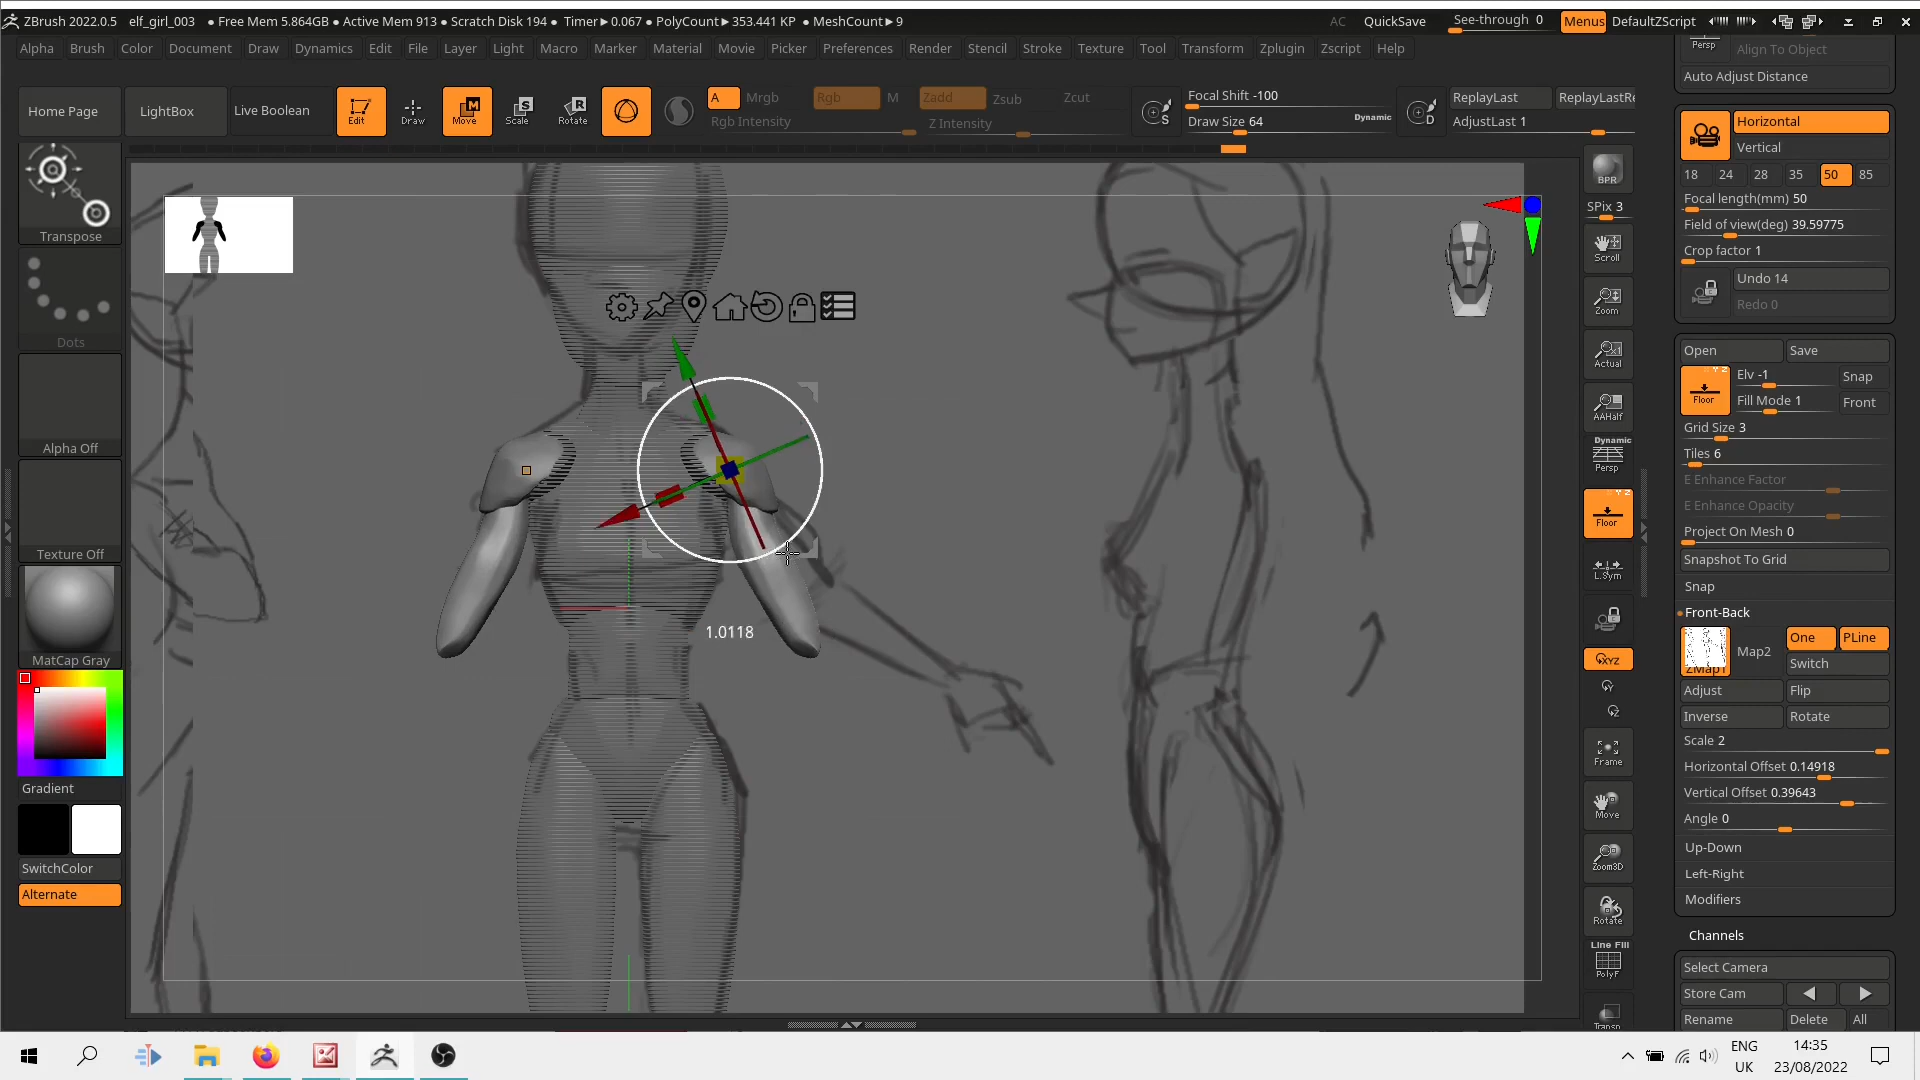 ZBrush 2022.0.5 elf_girl_003 ● Free Mem 5.864GB ● Active Mem 913 ● Scratch Disk 194 ● Timer►0.067 ● PolyCount►353.441 KP ● MeshCount►9 AC QuickSave See-through 0 Menus DefaultZScript
Alpha Brush Color Document Draw Dynamics Edit File Layer Light Macro Marker Material Movie Picker Preferences Render Stencil Stroke Texture Tool Transform Zplugin Zscript Help
Home Page LightBox Live Boolean Edit Draw Move Scale Rotate
A Mrgb Rgb M Zadd Zsub Zcut
Rgb Intensity Z Intensity
Focal Shift -100
Draw Size 64 Dynamic
ReplayLast ReplayLastRe
AdjustLast 1
Transpose
Dots
Alpha Off
Texture Off
MatCap Gray
Gradient
SwitchColor
Alternate
1.0118
BPR
SPix 3
Scroll
Zoom
Actual
AAHalf
Dynamic
Persp
Floor
L.Sym
XYZ
Frame
Move
Zoom3D
Rotate
Line Fill
PolyF
Transp
Persp Align To Object
Auto Adjust Distance
Horizontal
Vertical
18 24 28 35 50 85
Focal length(mm) 50
Field of view(deg) 39.59775
Crop factor 1
Undo 14
Redo 0
Open Save
Floor Elv -1 Snap
Fill Mode 1 Front
Grid Size 3
Tiles 6
E Enhance Factor
E Enhance Opacity
Project On Mesh 0
Snapshot To Grid
Snap
Front-Back
ZMap1 Map2 One PLine
Switch
Adjust Flip
Inverse Rotate
Scale 2
Horizontal Offset 0.14918
Vertical Offset 0.39643
Angle 0
Up-Down
Left-Right
Modifiers
Channels
Select Camera
Store Cam
Rename Delete All
ENG
UK
14:35
23/08/2022